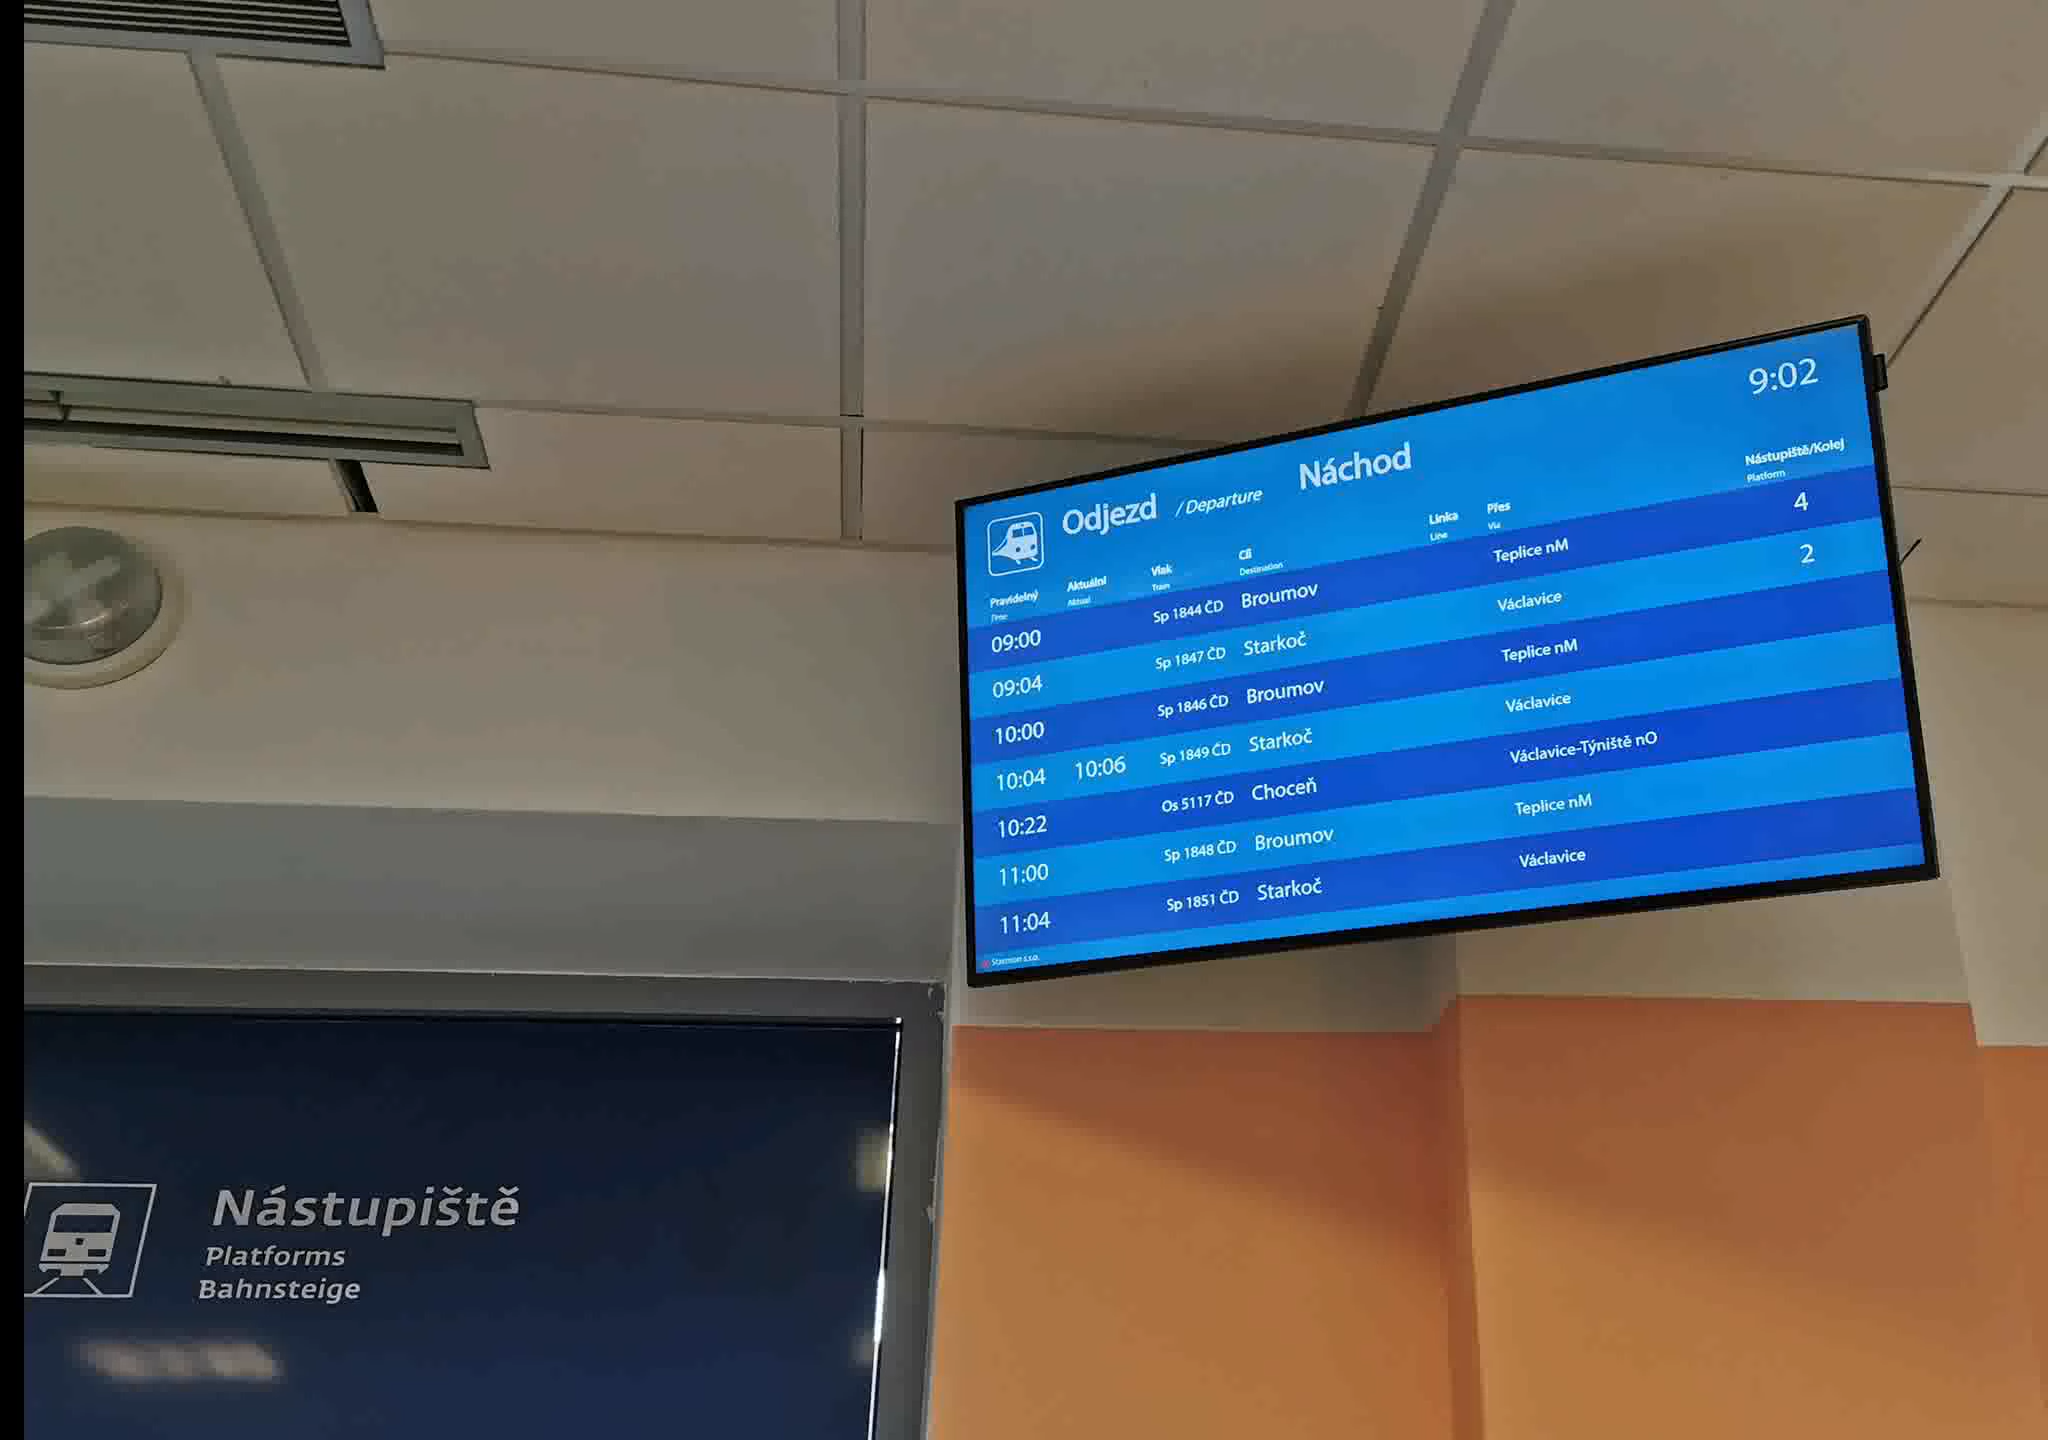 9:02
Odjezd / Departure Náchod
Pravidelný Aktuální Vlak Cíl Linka Přes Nástupiště/Kolej
Time Aktual Train Destination Line Via Platform
09:00 Sp 1844 ČD Broumov Teplice nM 4
09:04 Sp 1847 ČD Starkoč Václavice 2
10:00 Sp 1846 ČD Broumov Teplice nM
10:04 10:06 Sp 1849 ČD Starkoč Václavice
10:22 Os 5117 ČD Choceň Václavice-Týniště nO
11:00 Sp 1848 ČD Broumov Teplice nM
11:04 Sp 1851 ČD Starkoč Václavice
Starmon s.r.o.
Nástupiště
Platforms
Bahnsteige